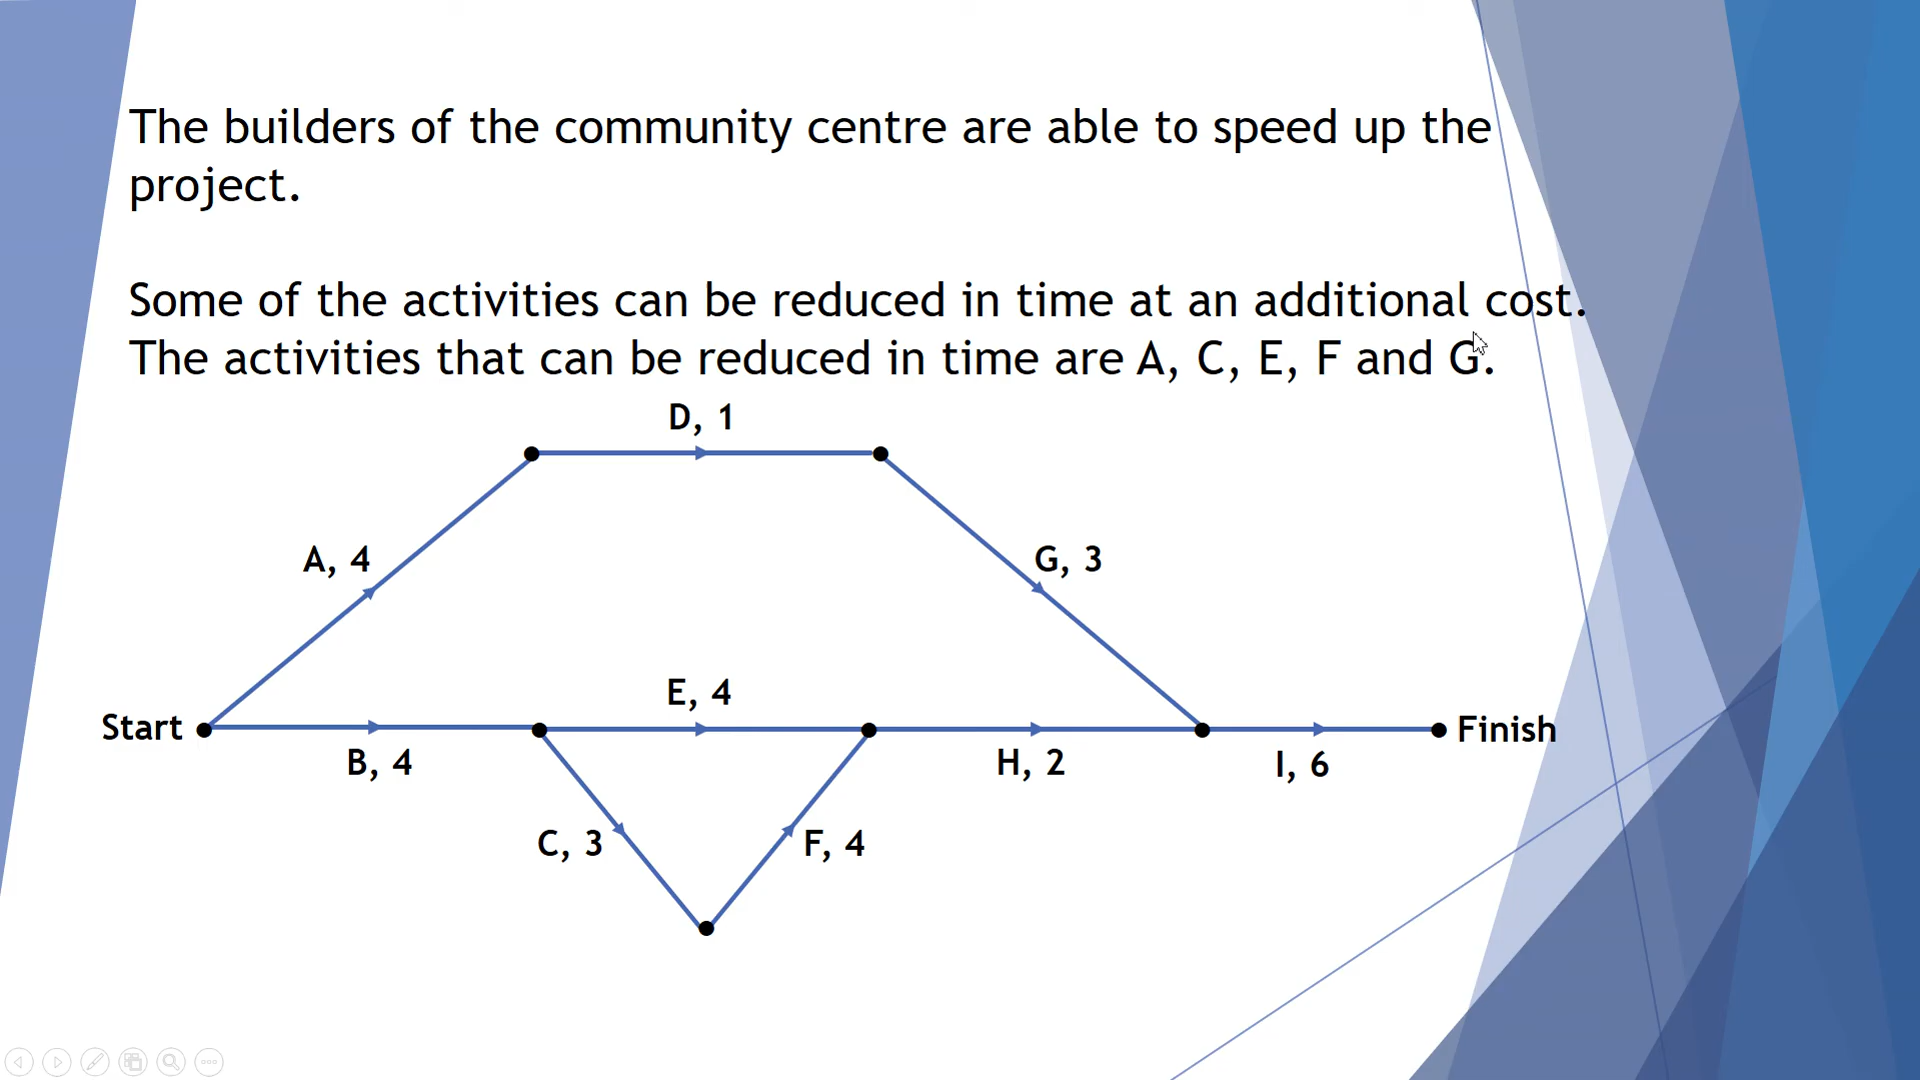 The builders of the community centre are able to speed up the
project.
Some of the activities can be reduced in time at an additional cost.
The activities that can be reduced in time are A, C, E, F and G.
D, 1
A, 4
G, 3
E, 4
Start
Finish
B, 4
H, 2
I, 6
C, 3
F, 4